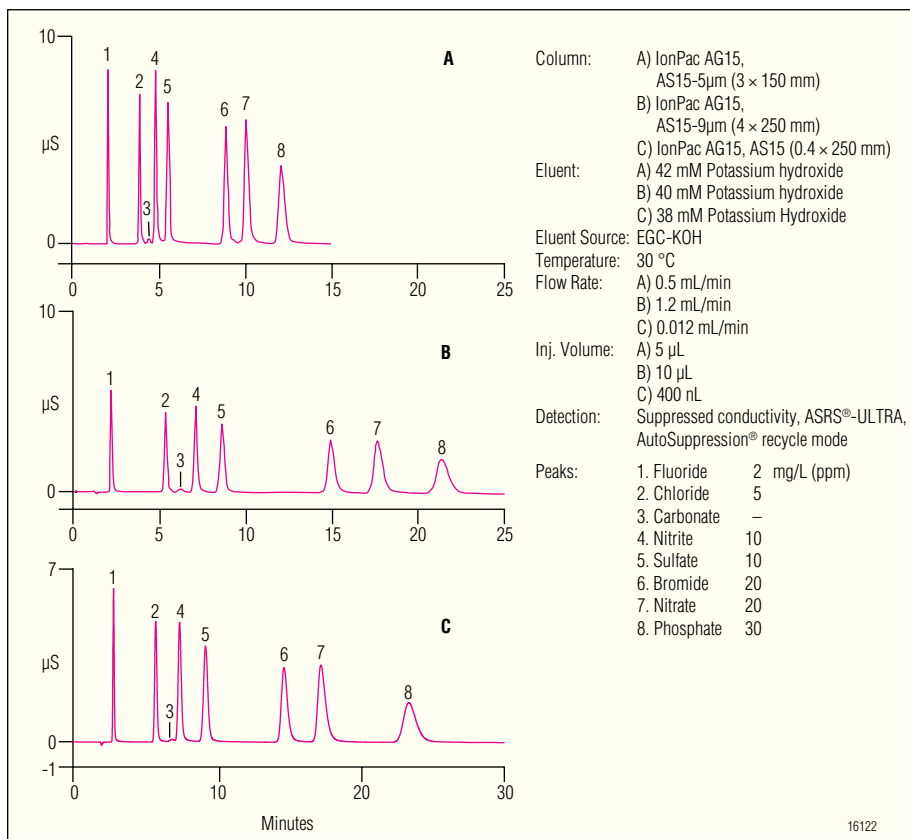 10
A
1
2
3
4
5
6
7
8
µS
0
0 5 10 15 20 25
10
B
1
2
3
4
5
6
7
8
µS
0
0 5 10 15 20 25
7
C
1
2
3
4
5
6
7
8
µS
0
-1
0 10 20 30
Minutes
Column: A) IonPac AG15,
AS15-5µm (3 × 150 mm)
B) IonPac AG15,
AS15-9µm (4 × 250 mm)
C) IonPac AG15, AS15 (0.4 × 250 mm)
Eluent: A) 42 mM Potassium hydroxide
B) 40 mM Potassium hydroxide
C) 38 mM Potassium Hydroxide
Eluent Source: EGC-KOH
Temperature: 30 °C
Flow Rate: A) 0.5 mL/min
B) 1.2 mL/min
C) 0.012 mL/min
Inj. Volume: A) 5 µL
B) 10 µL
C) 400 nL
Detection: Suppressed conductivity, ASRS®-ULTRA,
AutoSuppression® recycle mode
Peaks: 1. Fluoride 2 mg/L (ppm)
2. Chloride 5
3. Carbonate –
4. Nitrite 10
5. Sulfate 10
6. Bromide 20
7. Nitrate 20
8. Phosphate 30
16122